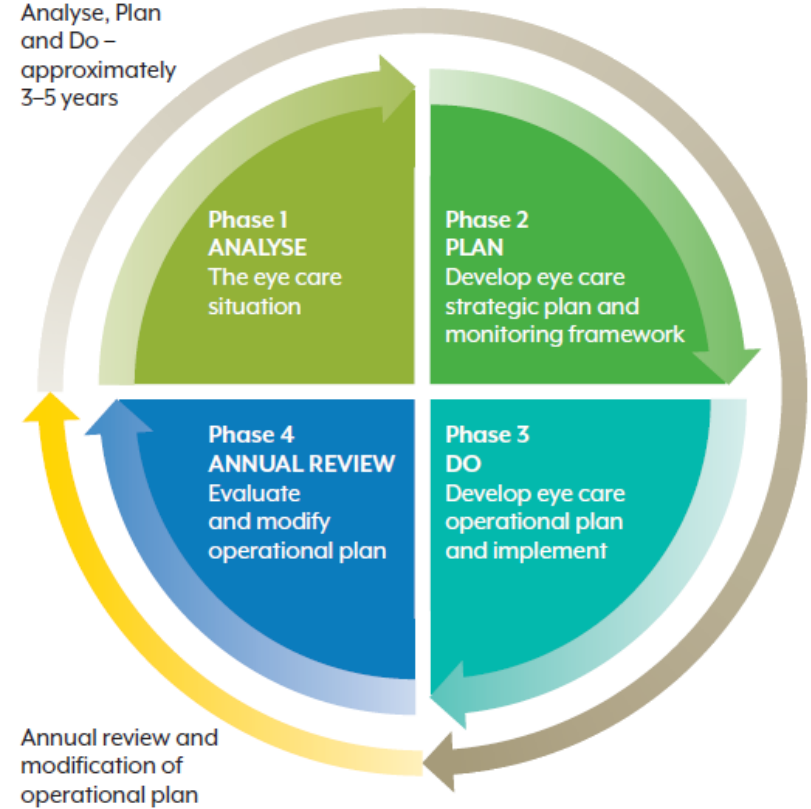 Analyse, Plan
and Do –
approximately
3–5 years
Phase 1
ANALYSE
The eye care
situation
Phase 2
PLAN
Develop eye care
strategic plan and
monitoring framework
Phase 4
ANNUAL REVIEW
Evaluate
and modify
operational plan
Phase 3
DO
Develop eye care
operational plan
and implement
Annual review and
modification of
operational plan